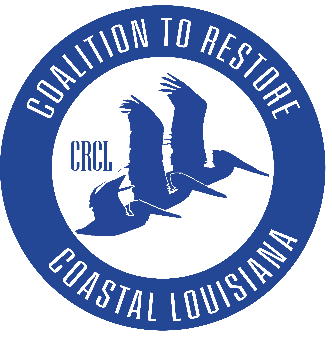 COALITION TO RESTORE
CRCL
COASTAL LOUISIANA